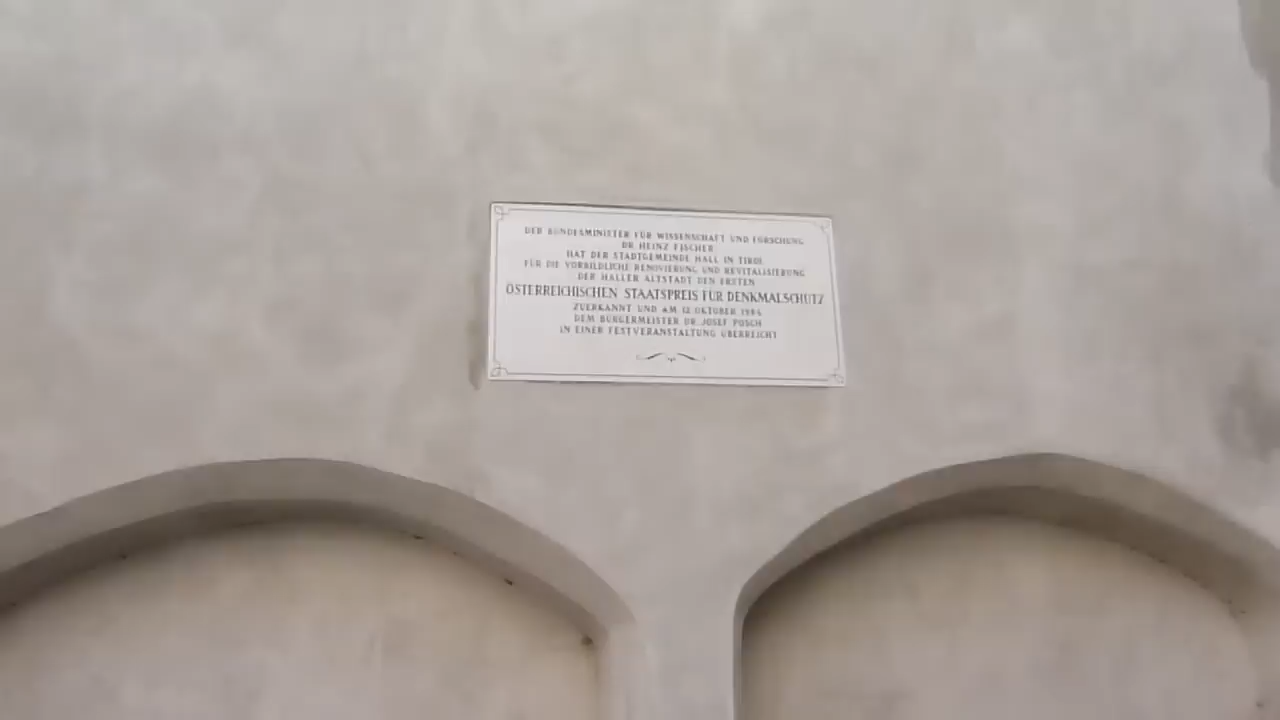 DER BUNDESMINISTER FÜR WISSENSCHAFT UND FORSCHUNG
DR HEINZ FISCHER
HAT DER STADTGEMEINDE HALL IN TIROL
FÜR DIE VORBILDLICHE RENOVIERUNG UND REVITALISIERUNG
DER HALLER ALTSTADT DEN ERSTEN
ÖSTERREICHISCHEN STAATSPREIS FÜR DENKMALSCHUTZ
ZUERKANNT UND AM 12 OKTOBER
DEM BÜRGERMEISTER DR JOSEF POSCH
IN EINER FESTVERANSTALTUNG ÜBERREICHT